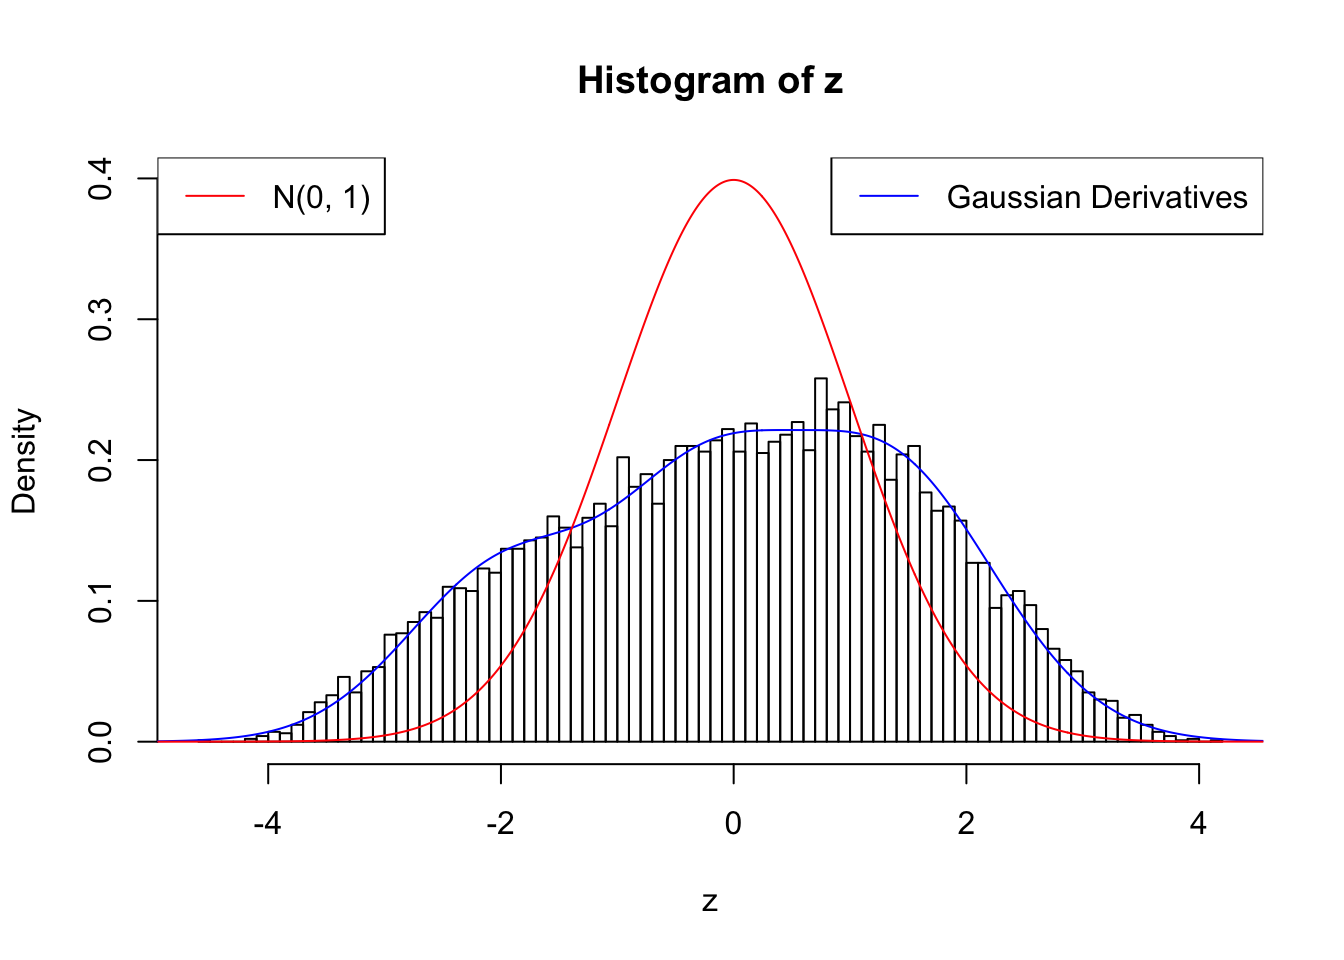 Histogram of z
N(0, 1)
Gaussian Derivatives
Density
0.4
0.3
0.2
0.1
0.0
-4 -2 0 2 4
z